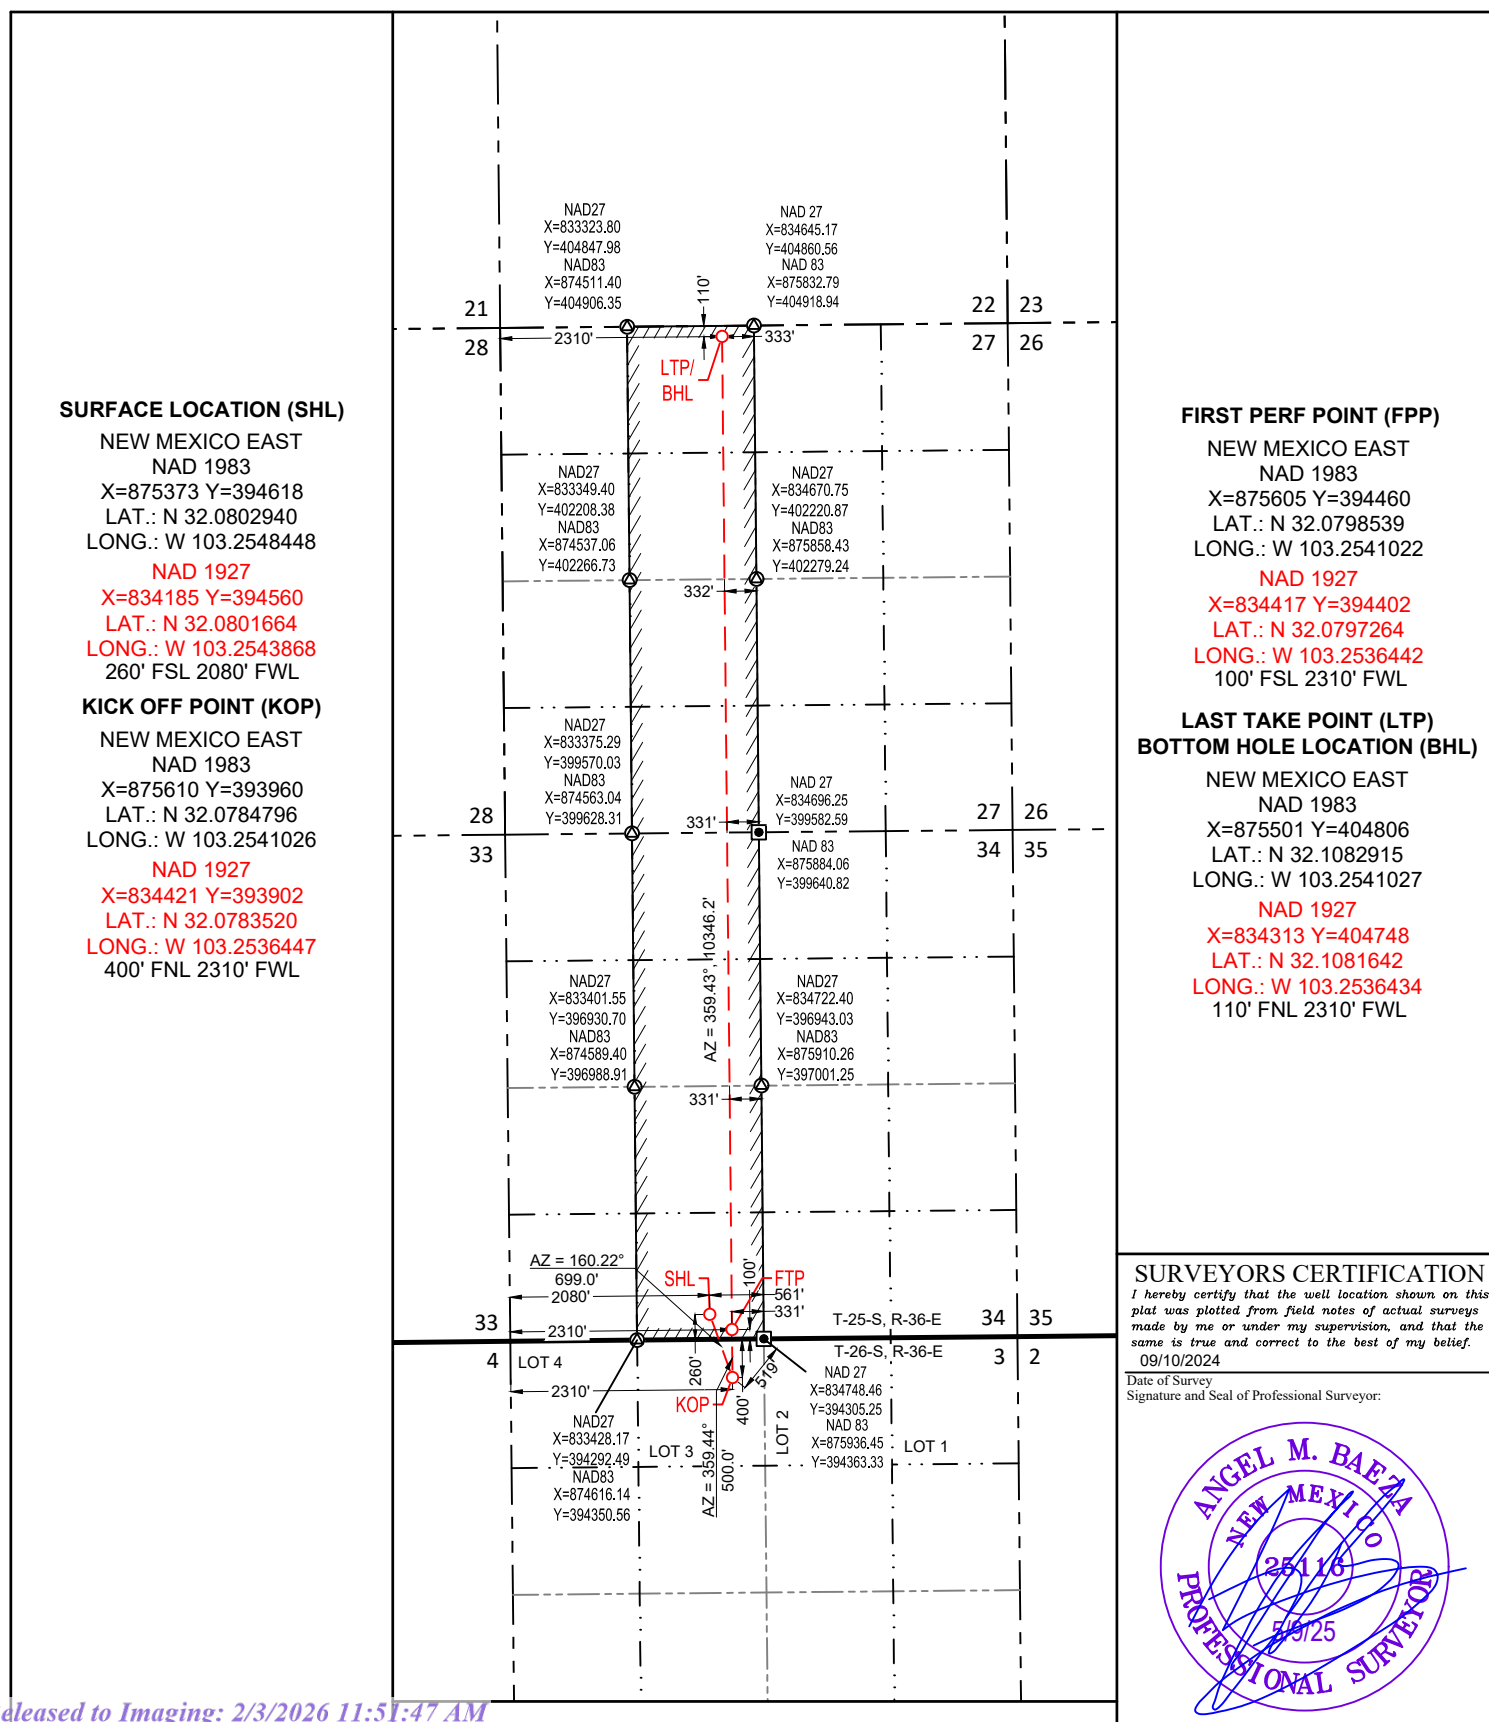 SURFACE LOCATION (SHL)
NEW MEXICO EAST
NAD 1983
X=875373 Y=394618
LAT.: N 32.0802940
LONG.: W 103.2548448
NAD 1927
X=834185 Y=394560
LAT.: N 32.0801664
LONG.: W 103.2543868
260' FSL 2080' FWL
KICK OFF POINT (KOP)
NEW MEXICO EAST
NAD 1983
X=875610 Y=393960
LAT.: N 32.0784796
LONG.: W 103.2541026
NAD 1927
X=834421 Y=393902
LAT.: N 32.0783520
LONG.: W 103.2536447
400' FNL 2310' FWL
NAD27
X=833323.80
Y=404847.98
NAD83
X=874511.40
Y=404906.35
NAD 27
X=834645.17
Y=404860.56
NAD 83
X=875832.79
Y=404918.94
110'
21
22
23
28
2310'
333'
27
26
LTP/
BHL
NAD27
X=833349.40
Y=402208.38
NAD83
X=874537.06
Y=402266.73
NAD27
X=834670.75
Y=402220.87
NAD83
X=875858.43
Y=402279.24
332'
NAD27
X=833375.29
Y=399570.03
NAD83
X=874563.04
Y=399628.31
NAD 27
X=834696.25
Y=399582.59
NAD 83
X=875884.06
Y=399640.82
28
331'
27
26
33
34
35
AZ = 359.43°, 10346.2'
NAD27
X=833401.55
Y=396930.70
NAD83
X=874589.40
Y=396988.91
NAD27
X=834722.40
Y=396943.03
NAD83
X=875910.26
Y=397001.25
331'
AZ = 160.22°
699.0'
2080'
SHL
100'
FTP
561'
331'
33
2310'
T-25-S, R-36-E
34
35
4
LOT 4
260'
T-26-S, R-36-E
3
2
2310'
KOP
400'
519'
NAD27
X=833428.17
Y=394292.49
NAD83
X=874616.14
Y=394350.56
LOT 3
AZ = 359.44°
500.0'
LOT 2
NAD 27
X=834748.46
Y=394305.25
NAD 83
X=875936.45
Y=394363.33
LOT 1
FIRST PERF POINT (FPP)
NEW MEXICO EAST
NAD 1983
X=875605 Y=394460
LAT.: N 32.0798539
LONG.: W 103.2541022
NAD 1927
X=834417 Y=394402
LAT.: N 32.0797264
LONG.: W 103.2536442
100' FSL 2310' FWL
LAST TAKE POINT (LTP)
BOTTOM HOLE LOCATION (BHL)
NEW MEXICO EAST
NAD 1983
X=875501 Y=404806
LAT.: N 32.1082915
LONG.: W 103.2541027
NAD 1927
X=834313 Y=404748
LAT.: N 32.1081642
LONG.: W 103.2536434
110' FNL 2310' FWL
SURVEYORS CERTIFICATION
I hereby certify that the well location shown on this
plat was plotted from field notes of actual surveys
made by me or under my supervision, and that the
same is true and correct to the best of my belief.
09/10/2024
Date of Survey
Signature and Seal of Professional Surveyor:
ANGEL M. BAEZA
NEW MEXICO
25116
5/9/25
PROFESSIONAL SURVEYOR
eleased to Imaging: 2/3/2026 11:51:47 AM